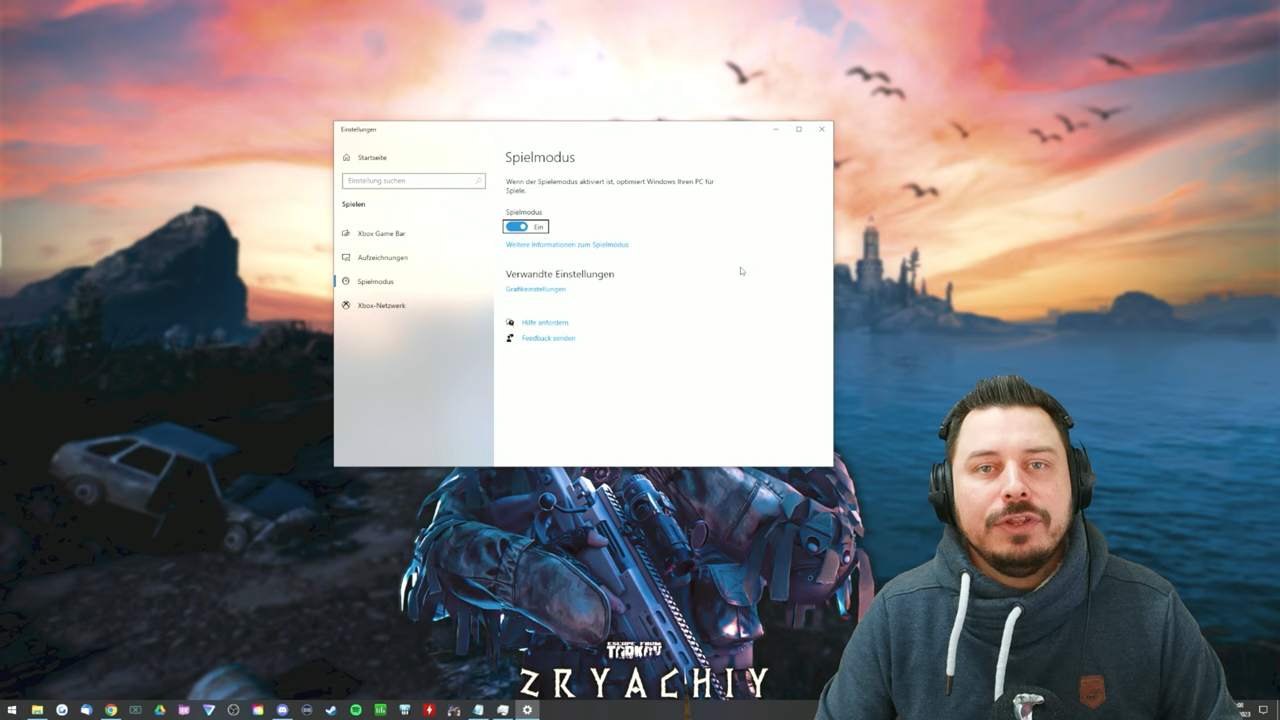 Einstellungen
Startseite
Einstellung suchen
Spielen
Xbox Game Bar
Aufzeichnungen
Spielmodus
Xbox-Netzwerk
Spielmodus
Wenn der Spielemodus aktiviert ist, optimiert Windows Ihren PC für
Spiele.
Spielmodus
Ein
Weitere Informationen zum Spielmodus
Verwandte Einstellungen
Grafikeinstellungen
Hilfe anfordern
Feedback senden
ESCAPE FROM
TARKOV
ZRYACHIY